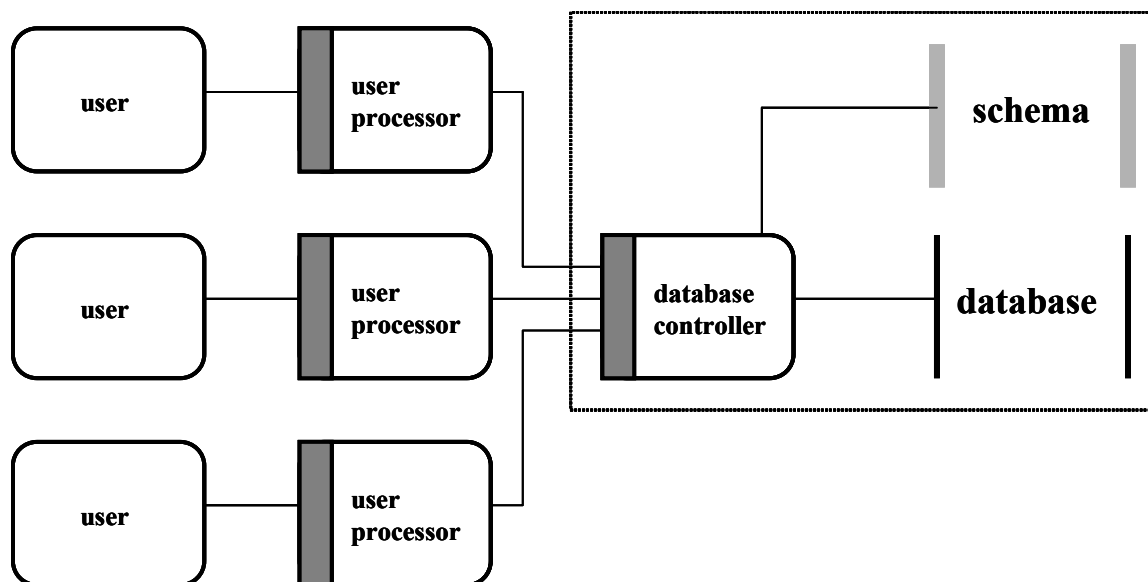 user
user
processor
schema
user
user
processor
database
controller
database
user
user
processor